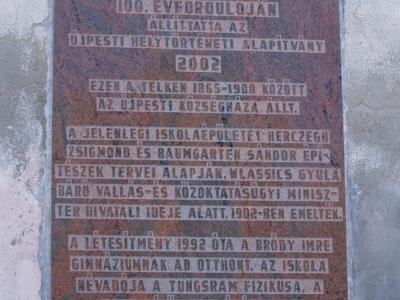 100. ÉVFORDULÓJÁN
ÁLLÍTTATTA AZ
ÚJPESTI HELYTÖRTÉNETI ALAPÍTVÁNY
2002
EZEN A TELKEN 1865-1900 KÖZÖTT
AZ ÚJPESTI KÖZSÉGHÁZA ÁLLT.
A JELENLEGI ISKOLAÉPÜLETET HERCZEGH
ZSIGMOND ÉS BAUMGARTEN SÁNDOR ÉPÍ-
TÉSZEK TERVEI ALAPJÁN, WLASSICS GYULA
BÁRÓ VALLÁS-ÉS KÖZOKTATÁSÜGYI MINISZ-
TER HIVATALI IDEJE ALATT, 1902-BEN EMELTÉK.
A LÉTESÍTMÉNY 1992 ÓTA A BRÓDY IMRE
GIMNÁZIUMNAK AD OTTHONT. AZ ISKOLA
NÉVADÓJA A TUNGSRAM FIZIKUSA, A